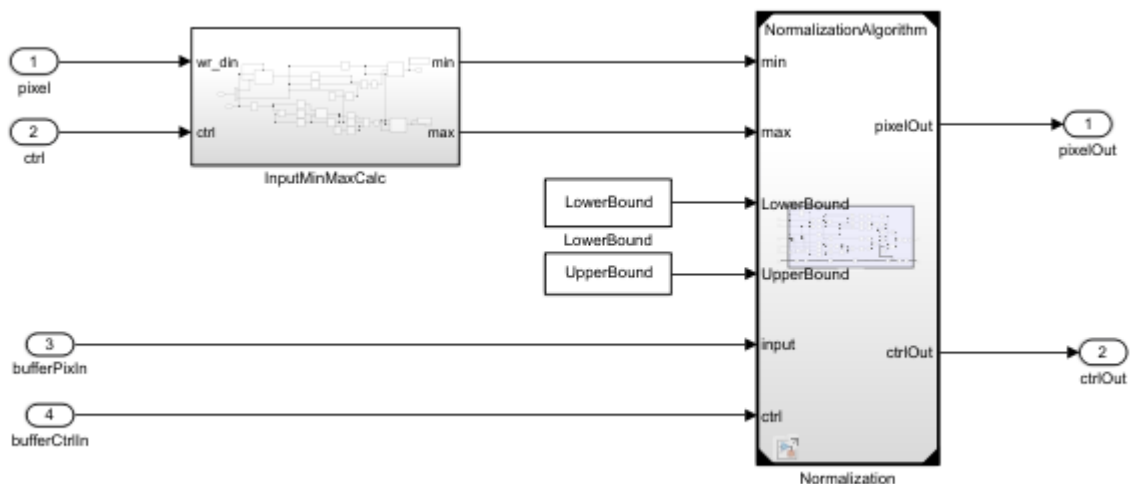 NormalizationAlgorithm
1
pixel
wr_din
min
min
2
ctrl
ctrl
max
max
InputMinMaxCalc
pixelOut
1
pixelOut
LowerBound
LowerBound
LowerBound
UpperBound
UpperBound
3
bufferPixIn
input
ctrlOut
2
ctrlOut
4
bufferCtrlIn
ctrl
Normalization